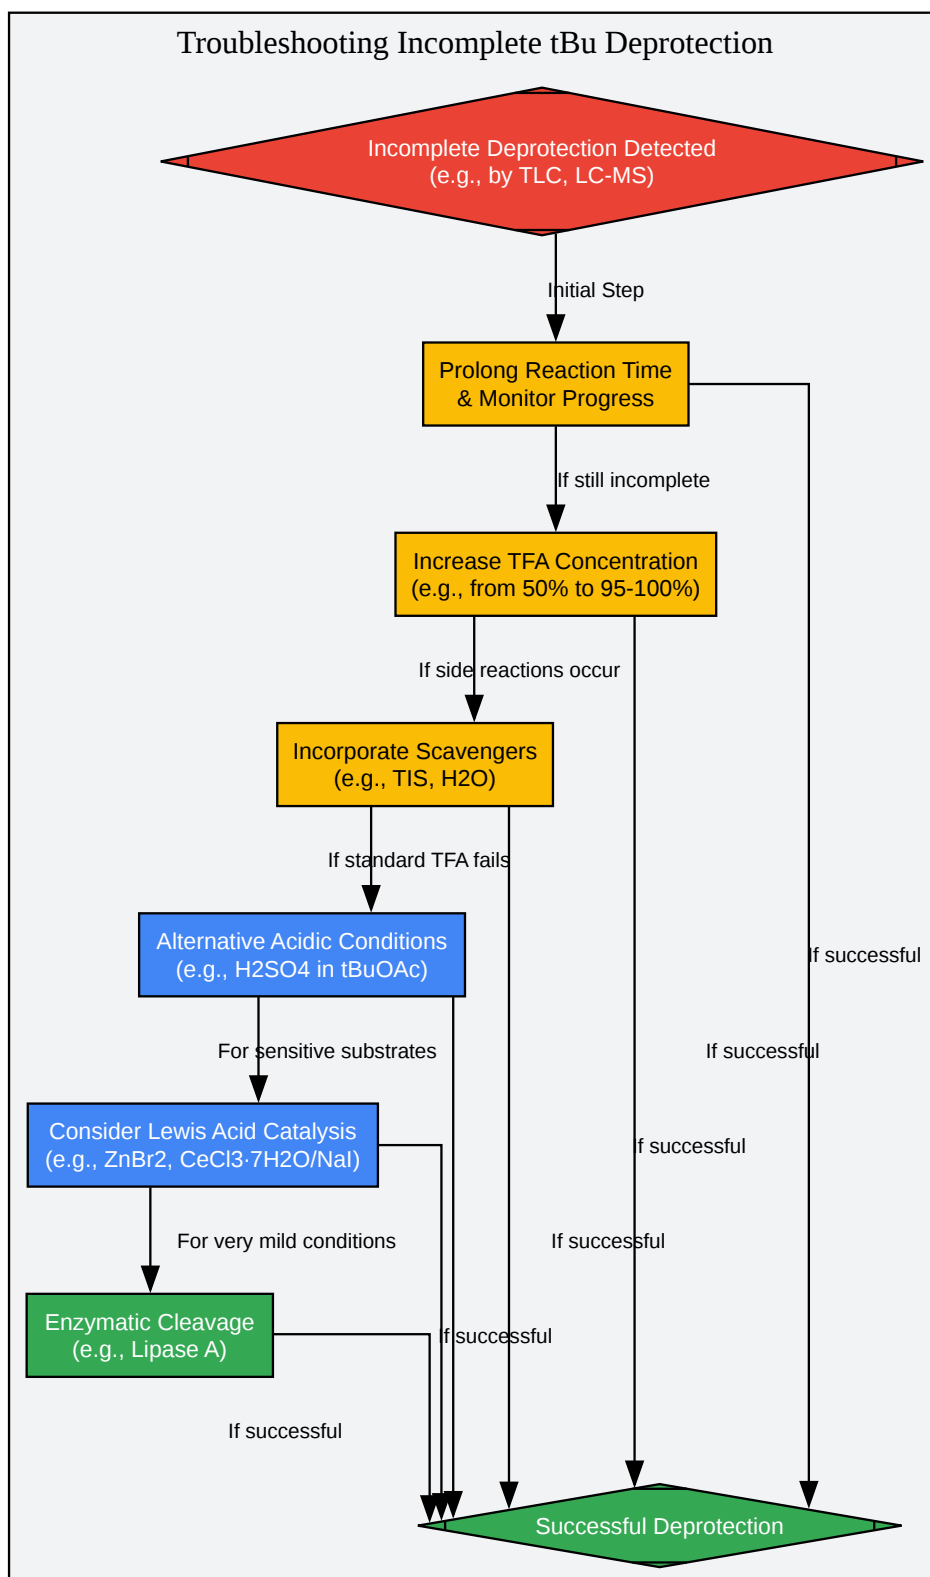 Troubleshooting Incomplete tBu Deprotection
Incomplete Deprotection Detected
(e.g., by TLC, LC-MS)
Initial Step
Prolong Reaction Time
& Monitor Progress
If still incomplete
Increase TFA Concentration
(e.g., from 50% to 95-100%)
If side reactions occur
Incorporate Scavengers
(e.g., TIS, H2O)
If standard TFA fails
Alternative Acidic Conditions
(e.g., H2SO4 in tBuOAc)
If successful
For sensitive substrates
If successful
Consider Lewis Acid Catalysis
(e.g., ZnBr2, CeCl3·7H2O/NaI)
If successful
For very mild conditions
If successful
Enzymatic Cleavage
(e.g., Lipase A)
If successful
If successful
Successful Deprotection